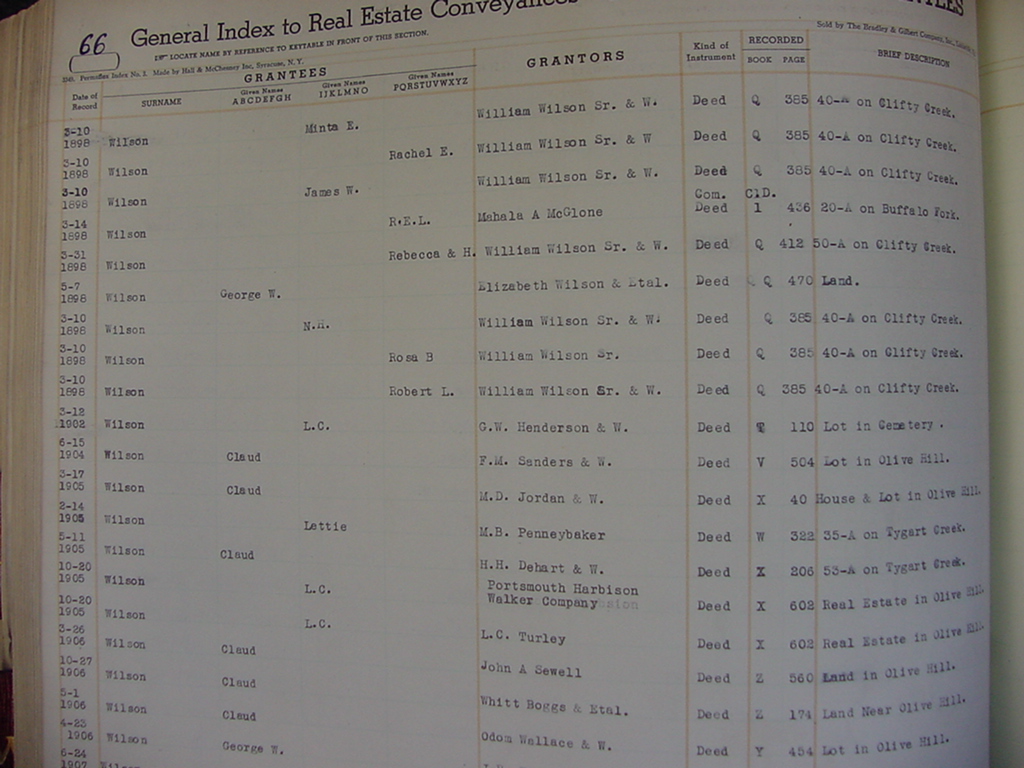 66 General Index to Real Estate Conveyances
LOCATE NAME BY REFERENCE TO KEYTABLE IN FRONT OF THIS SECTION.
Sold by The Bradley & Gilbert Company, Inc.
Permaflex Index No. 2. Made by Hall & McChesney Inc, Syracuse, N.Y.
GRANTEES GRANTORS Kind of Instrument RECORDED BRIEF DESCRIPTION
Date of Record SURNAME Given Names ABCDEFGH Given Names IJKLMNO Given Names PQRSTUVWXYZ BOOK PAGE
3-10
1898 Wilson Minta E. William Wilson Sr. & W. Deed Q 385 40-A on Clifty Creek.
3-10
1898 Wilson Rachel E. William Wilson Sr. & W Deed Q 385 40-A on Clifty Creek.
3-10
1898 Wilson James W. William Wilson Sr. & W. Deed Q 385 40-A on Clifty Creek.
3-14 Com. C.D.
1898 Wilson R.E.L. Mahala A McGlone Deed 1 436 20-A on Buffalo Fork.
3-31
1898 Wilson Rebecca & H. William Wilson Sr. & W. Deed Q 412 50-A on Clifty Creek.
5-7
1898 Wilson George W. Elizabeth Wilson & Etal. Deed Q 470 Land.
3-10
1898 Wilson N.H. William Wilson Sr. & W. Deed Q 385 40-A on Clifty Creek.
3-10
1898 Wilson Rosa B William Wilson Sr. Deed Q 385 40-A on Clifty Creek.
3-10
1898 Wilson Robert L. William Wilson Sr. & W. Deed Q 385 40-A on Clifty Creek.
3-12
1902 Wilson L.C. G.W. Henderson & W. Deed 110 Lot in Cemetery.
6-15
1904 Wilson Claud F.M. Sanders & W. Deed V 504 Lot in Olive Hill.
3-17
1905 Wilson Claud M.D. Jordan & W. Deed X 40 House & Lot in Olive Hill.
2-14
1905 Wilson Lettie M.B. Penneybaker Deed W 322 35-A on Tygart Creek.
5-11
1905 Wilson Claud H.H. Dehart & W. Deed X 206 53-A on Tygart Creek.
10-20 Portsmouth Harbison
1905 Wilson L.C. Walker Company Deed X 602 Real Estate in Olive Hill.
10-20
1905 Wilson L.C. L.C. Turley Deed X 602 Real Estate in Olive Hill.
3-26
1906 Wilson Claud John A Sewell Deed Z 560 Land in Olive Hill.
10-27
1906 Wilson Claud Whitt Boggs & Etal. Deed Z 174 Land Near Olive Hill.
5-1
1906 Wilson Claud Odom Wallace & W. Deed Y 454 Lot in Olive Hill.
4-23
1906 Wilson George W.
6-24
1907 Wilson